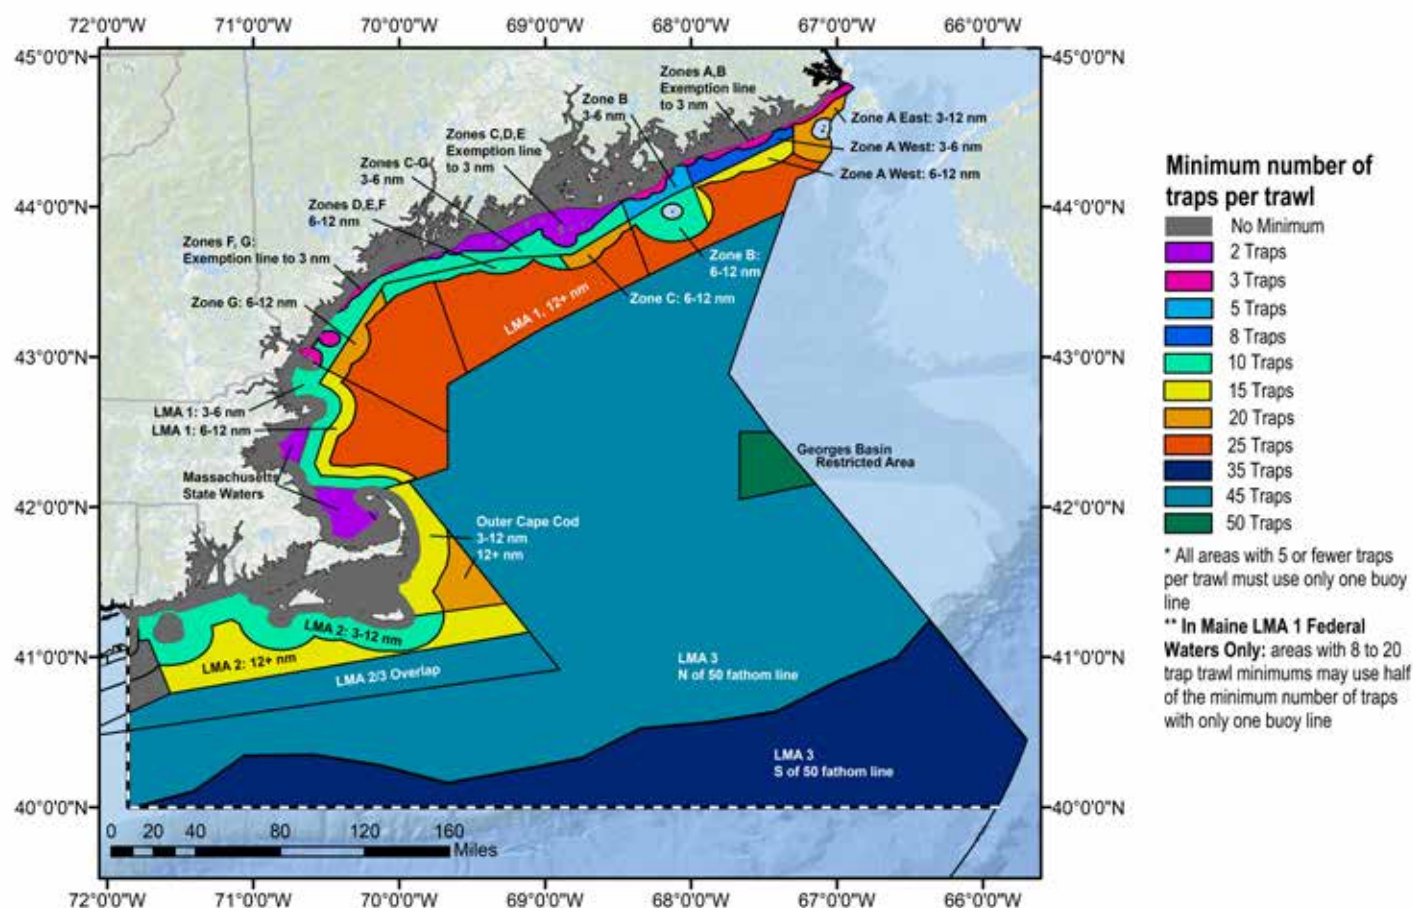 72°0'0"W 71°0'0"W 70°0'0"W 69°0'0"W 68°0'0"W 67°0'0"W 66°0'0"W
45°0'0"N
45°0'0"N
Zones A,B
Exemption line
to 3 nm
Zone B
3-6 nm
Zone A East: 3-12 nm
Zones C,D,E
Exemption line
to 3 nm
Zone A West: 3-6 nm
Zones C-G
3-6 nm
Zone A West: 6-12 nm
44°0'0"N
44°0'0"N
Zones D,E,F
6-12 nm
Zones F, G:
Exemption line to 3 nm
Zone B:
6-12 nm
Zone G: 6-12 nm
LMA 1, 12+ nm
Zone C: 6-12 nm
43°0'0"N
43°0'0"N
LMA 1: 3-6 nm
LMA 1: 6-12 nm
Georges Basin
Restricted Area
Massachusetts
State Waters
42°0'0"N
42°0'0"N
Outer Cape Cod
3-12 nm
12+ nm
LMA 2: 3-12 nm
41°0'0"N
41°0'0"N
LMA 2: 12+ nm
LMA 2/3 Overlap
LMA 3
N of 50 fathom line
LMA 3
S of 50 fathom line
40°0'0"N
40°0'0"N
0 20 40 80 120 160
Miles
72°0'0"W 71°0'0"W 70°0'0"W 69°0'0"W 68°0'0"W 67°0'0"W 66°0'0"W
Minimum number of
traps per trawl
No Minimum
2 Traps
3 Traps
5 Traps
8 Traps
10 Traps
15 Traps
20 Traps
25 Traps
35 Traps
45 Traps
50 Traps
* All areas with 5 or fewer traps
per trawl must use only one buoy
line
** In Maine LMA 1 Federal
Waters Only: areas with 8 to 20
trap trawl minimums may use half
of the minimum number of traps
with only one buoy line